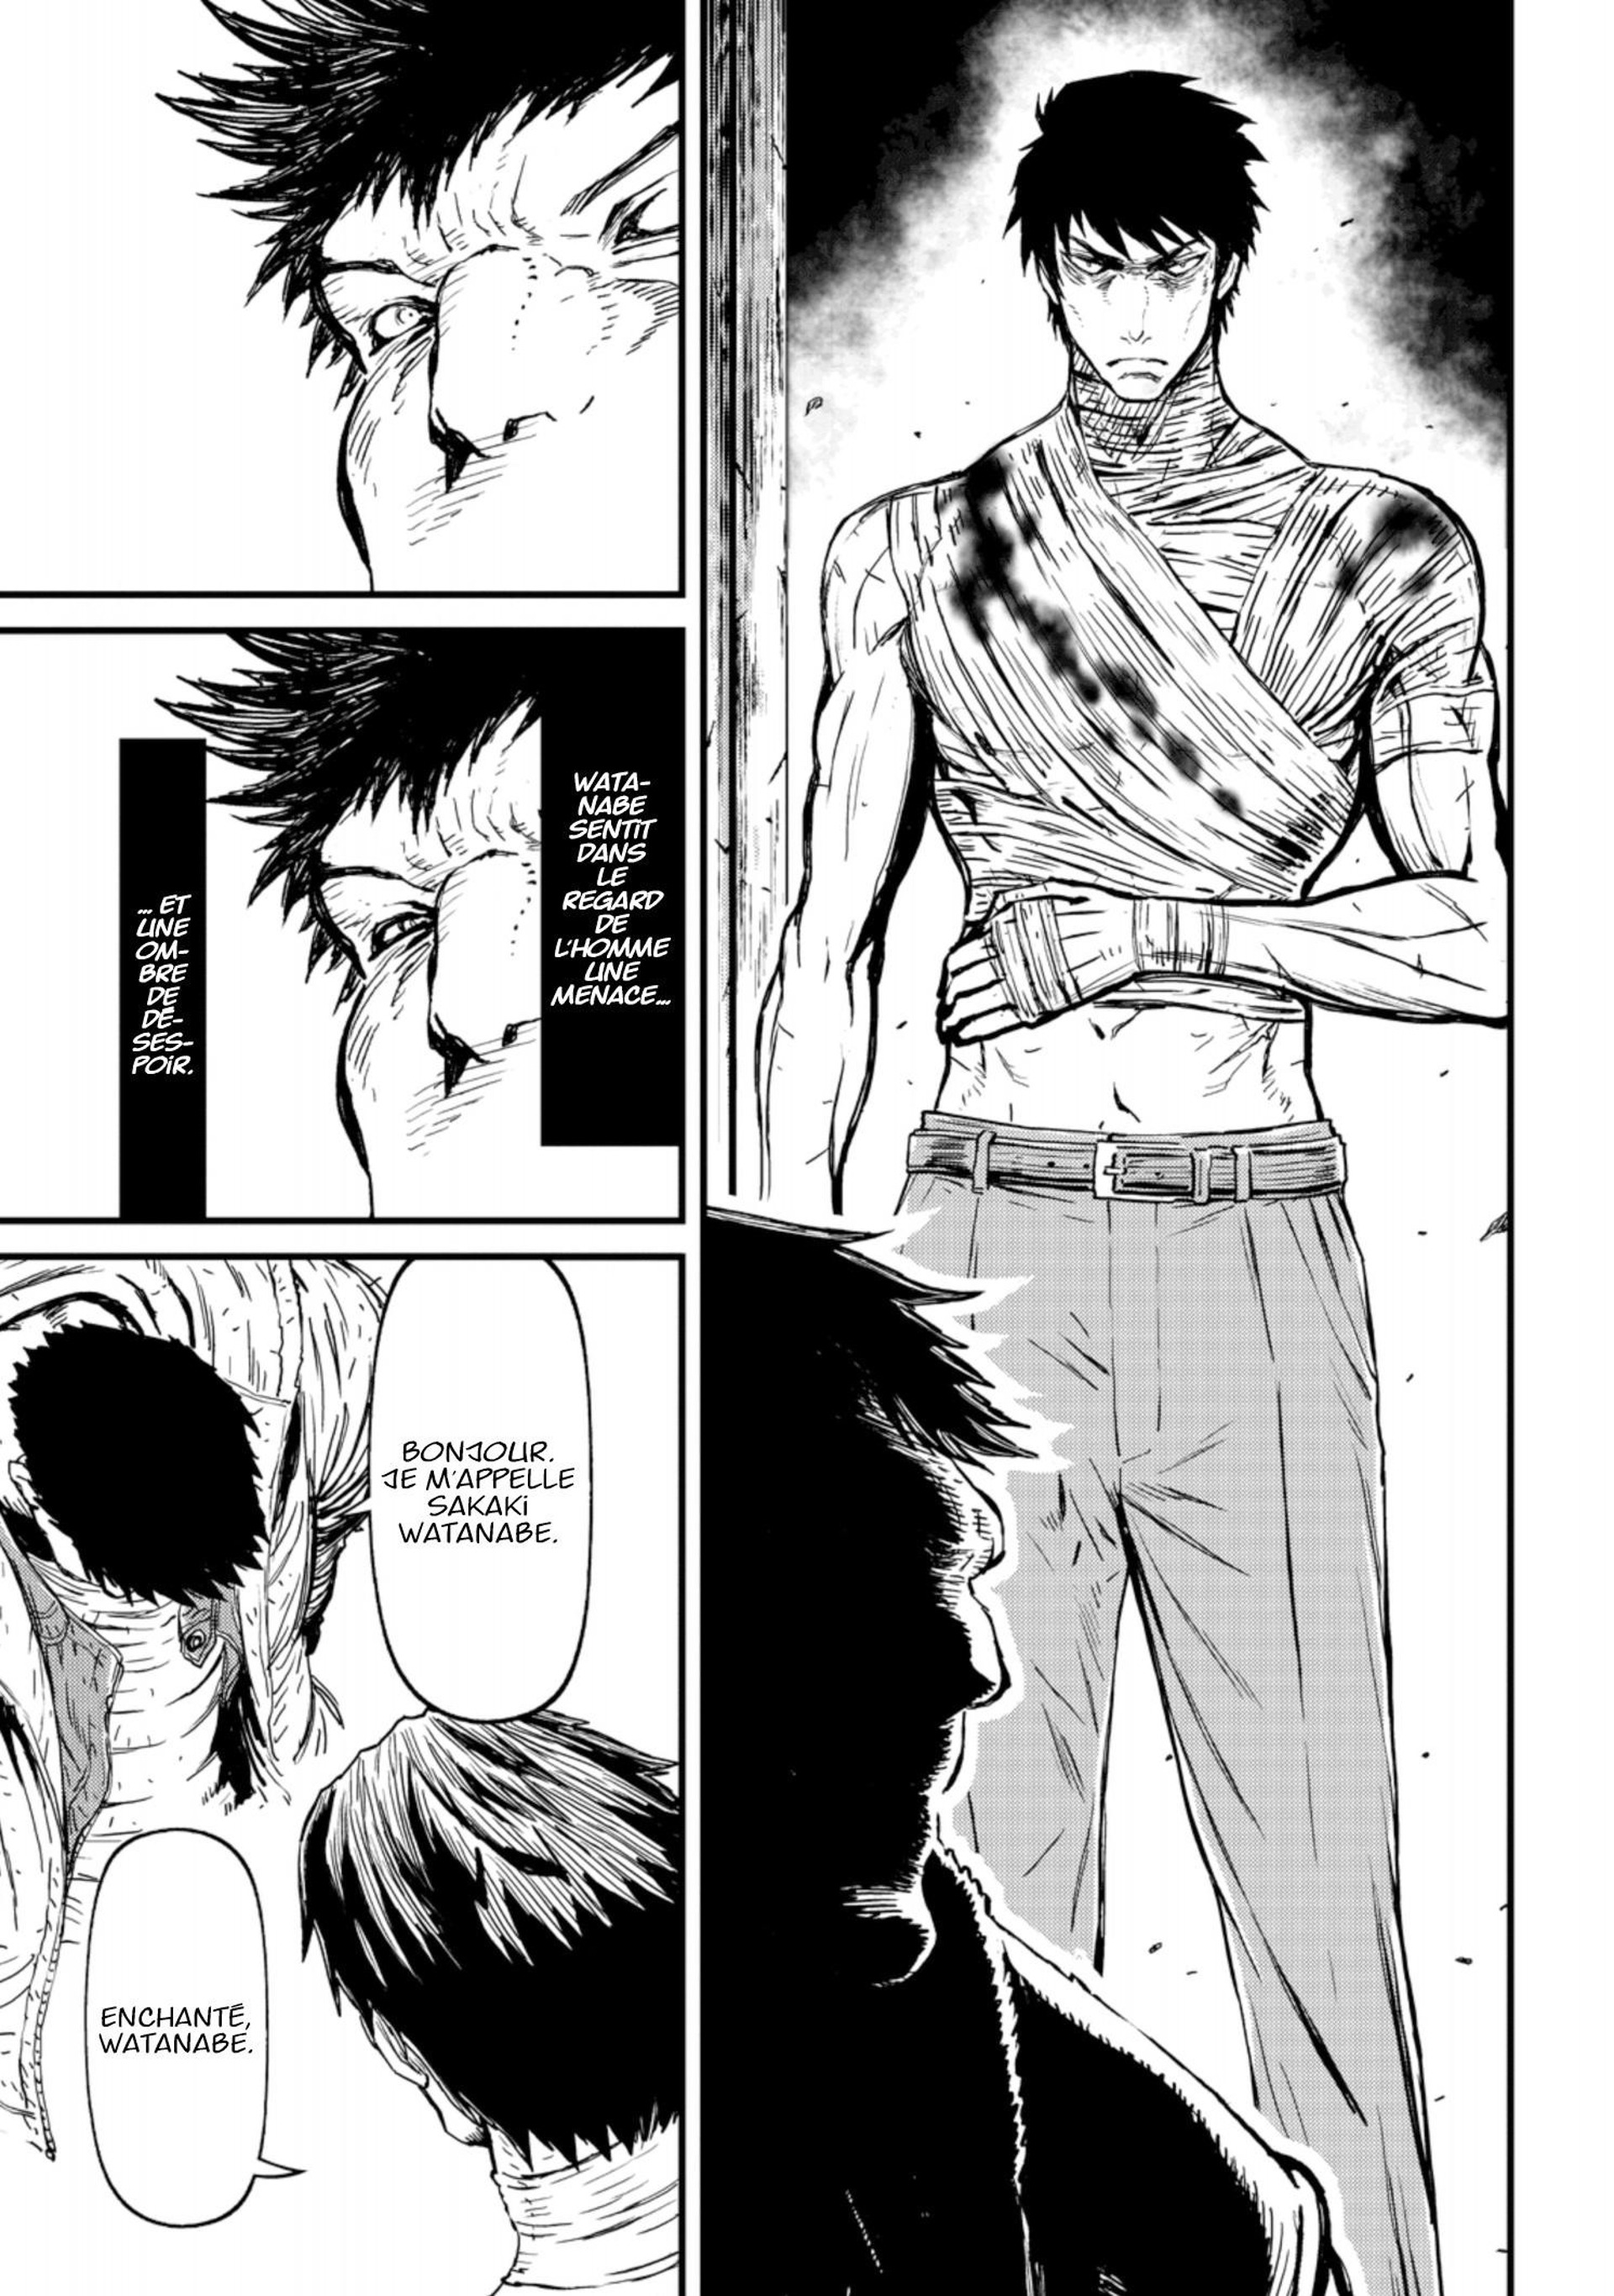 WATA-
NABE
SENTIT
DANS
LE
REGARD
DE
L'HOMME
UNE
MENACE...
... ET
UNE
OM-
BRE
DE
DÉ-
SES-
POIR.
BONJOUR.
JE M'APPELLE
SAKAKI
WATANABE.
ENCHANTÉ,
WATANABE.